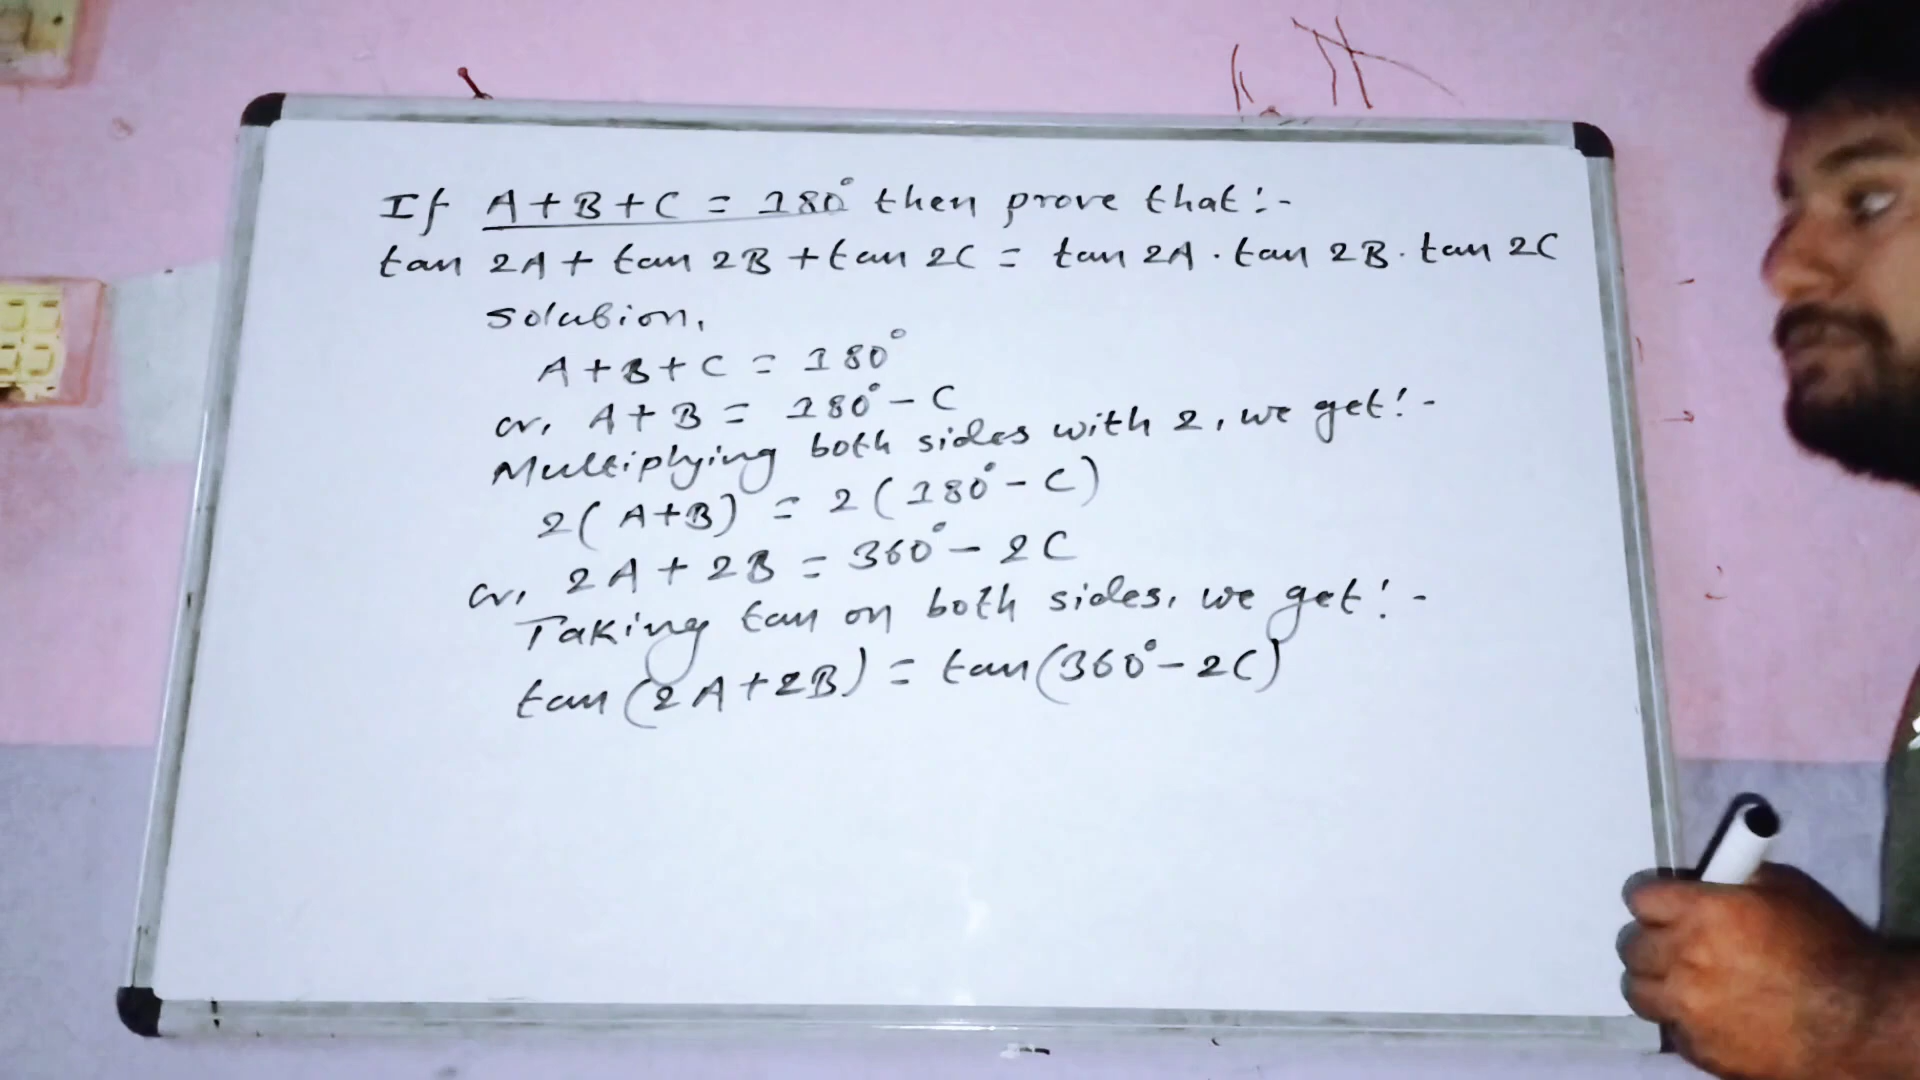 If A+B+C = 180° then prove that:-
tan 2A + tan 2B + tan 2C = tan 2A . tan 2B . tan 2C
solution,
A+B+C = 180°
or, A+B = 180° - C
Multiplying both sides with 2, we get:-
2(A+B) = 2(180° - C)
or, 2A + 2B = 360° - 2C
Taking tan on both sides, we get:-
tan(2A+2B) = tan(360° - 2C)